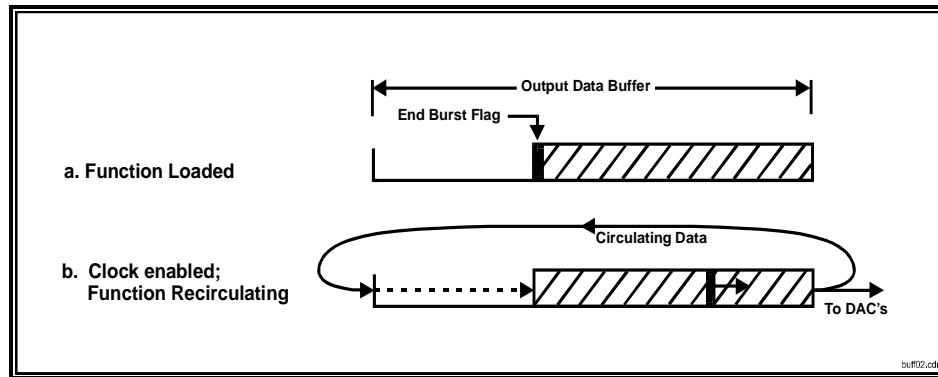 Output Data Buffer
End Burst Flag
a. Function Loaded
Circulating Data
b. Clock enabled;
Function Recirculating
To DAC's
buff02.cdr